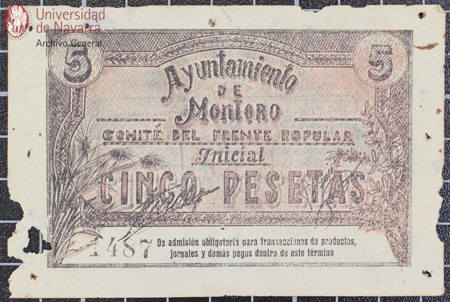 Universidad
de Navarra
Archivo General
5 5
Ayuntamiento
DE
Montoro
COMITÉ DEL FRENTE POPULAR
Inicial
CINCO PESETAS
1487
De admisión obligatoria para transacciones de productos,
jornales y demás pagos dentro de este término